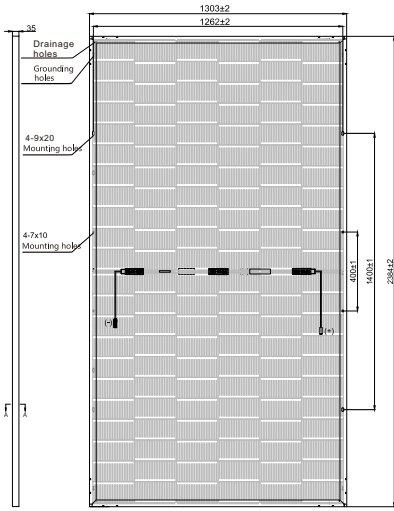 1303±2
35
1262±2
Drainage
holes
Grounding
holes
4-9x20
Mounting holes
4-7x10
Mounting holes
400±1
1400±1
2384±2
(-)
(+)
A
A